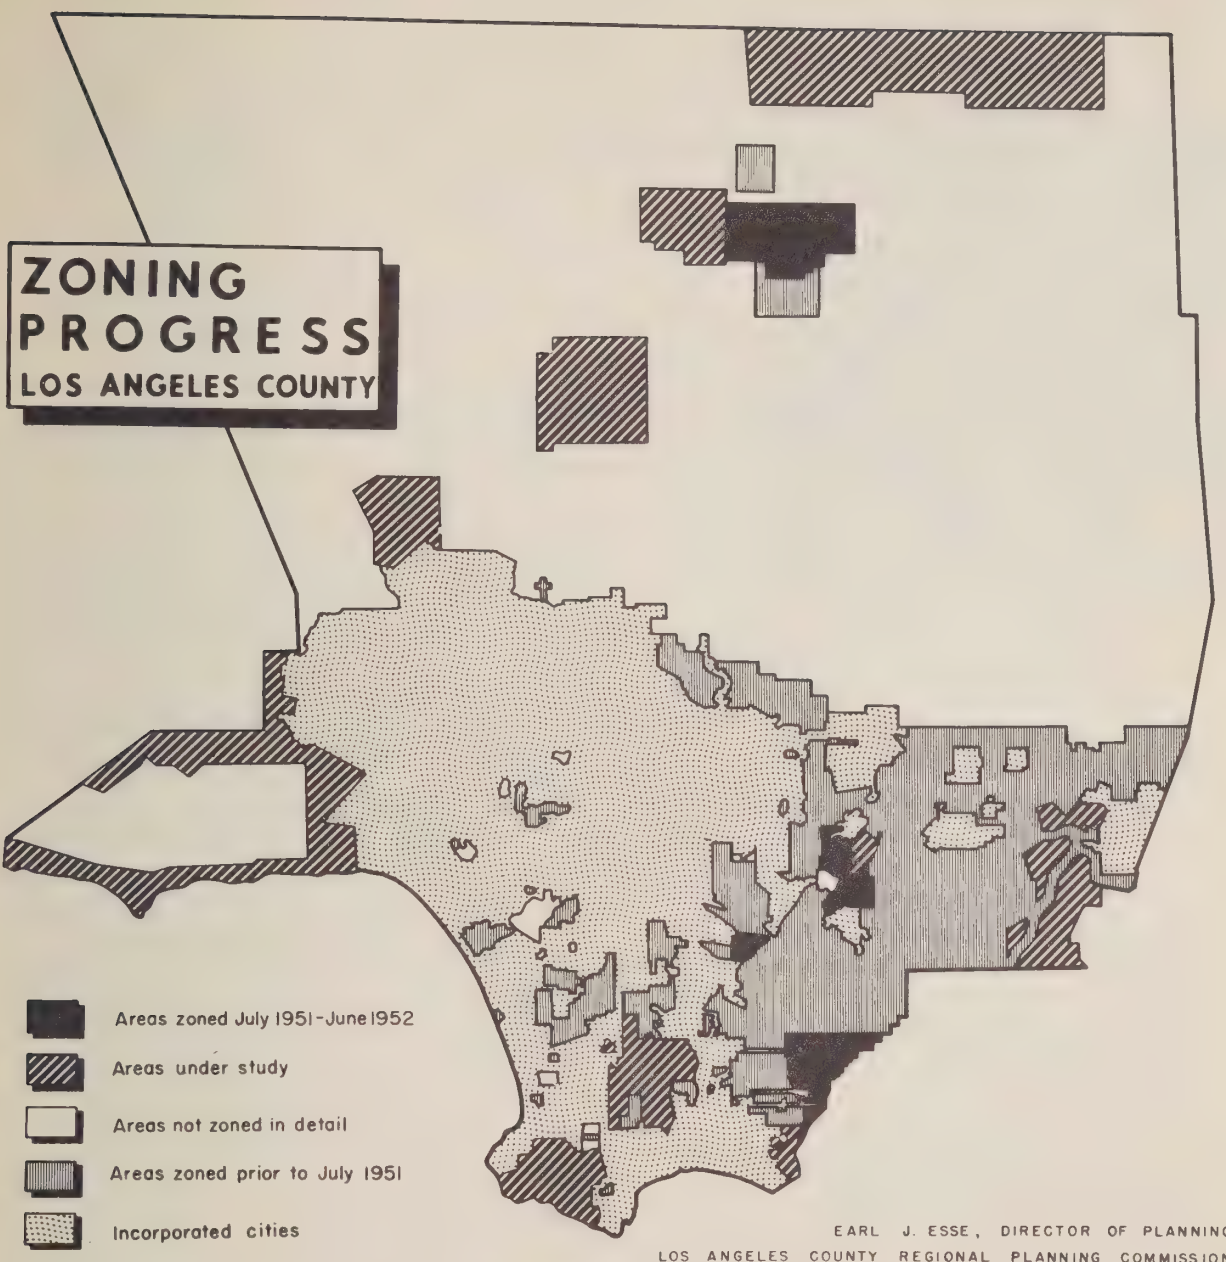 ZONING
PROGRESS
LOS ANGELES COUNTY
Areas zoned July 1951-June 1952
Areas under study
Areas not zoned in detail
Areas zoned prior to July 1951
Incorporated cities
EARL J. ESSE, DIRECTOR OF PLANNING
LOS ANGELES COUNTY REGIONAL PLANNING COMMISSION